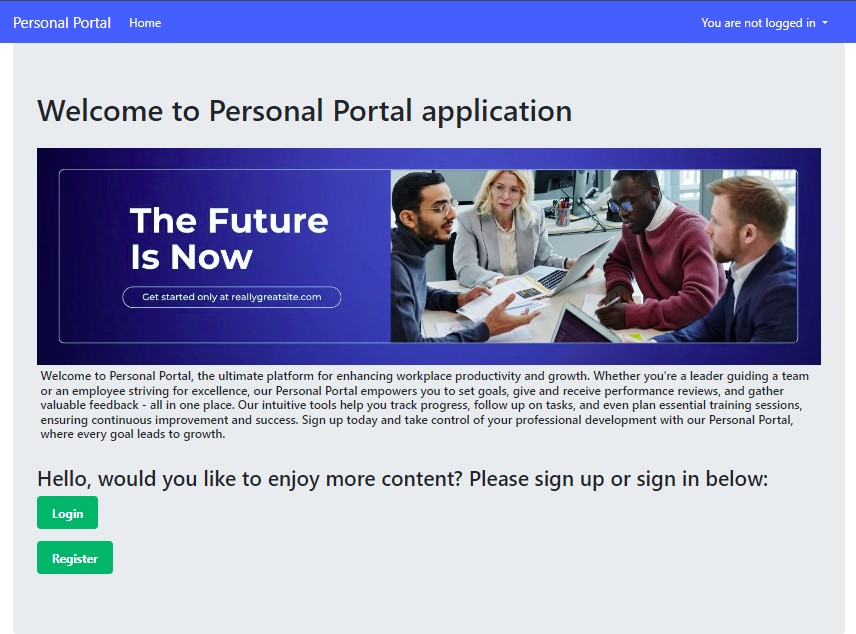 Personal Portal
Home
You are not logged in
Welcome to Personal Portal application
The Future
Is Now
Get started only at reallygreatsite.com
Welcome to Personal Portal, the ultimate platform for enhancing workplace productivity and growth. Whether you're a leader guiding a team
or an employee striving for excellence, our Personal Portal empowers you to set goals, give and receive performance reviews, and gather
valuable feedback - all in one place. Our intuitive tools help you track progress, follow up on tasks, and even plan essential training sessions,
ensuring continuous improvement and success. Sign up today and take control of your professional development with our Personal Portal,
where every goal leads to growth.
Hello, would you like to enjoy more content? Please sign up or sign in below:
Login
Register